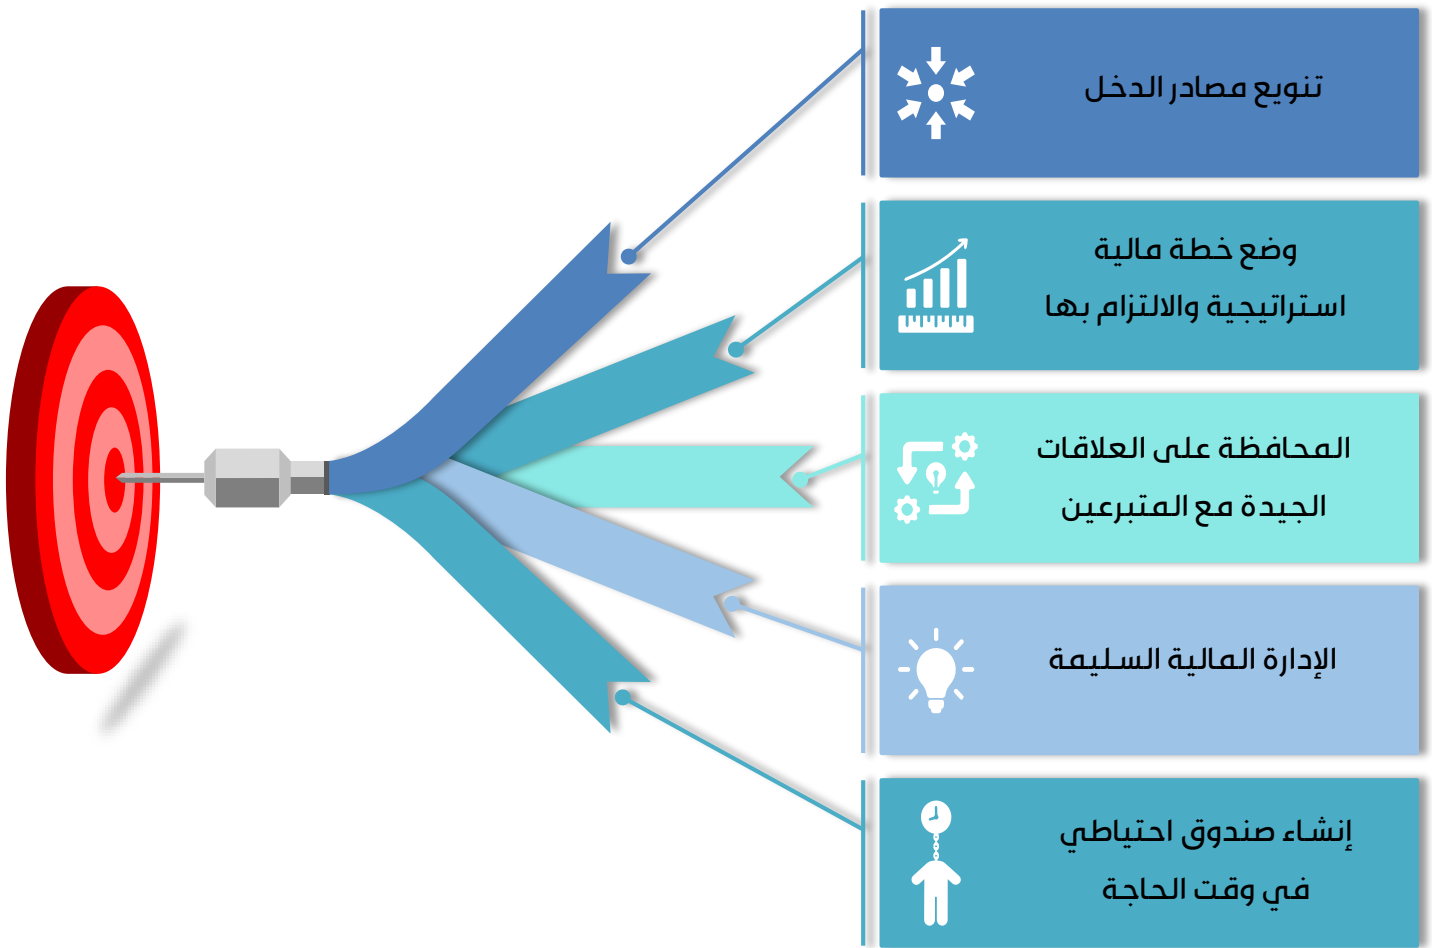 تنويع مصادر الدخل
وضع خطة مالية
استراتيجية والالتزام بها
المحافظة على العلاقات
الجيدة مع المتبرعين
الإدارة المالية السليمة
إنشاء صندوق احتياطي
في وقت الحاجة